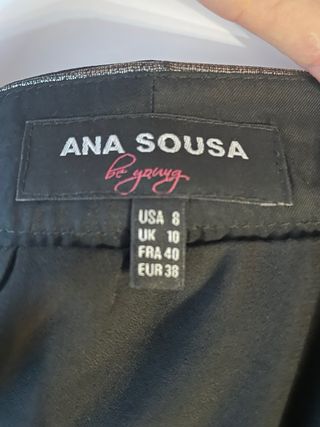 ANA SOUSA
be young
USA 8
UK 10
FRA 40
EUR 38